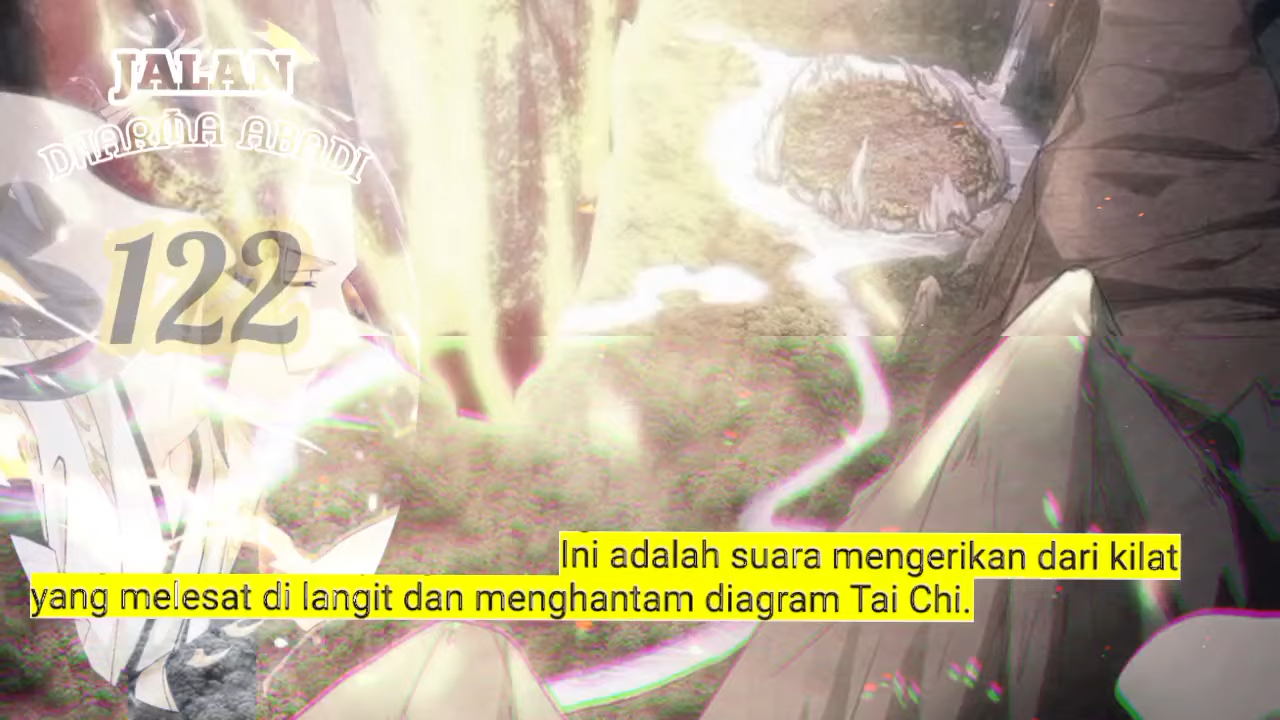 JALAN
DHARMA ABADI
122
Ini adalah suara mengerikan dari kilat
yang melesat di langit dan menghantam diagram Tai Chi.